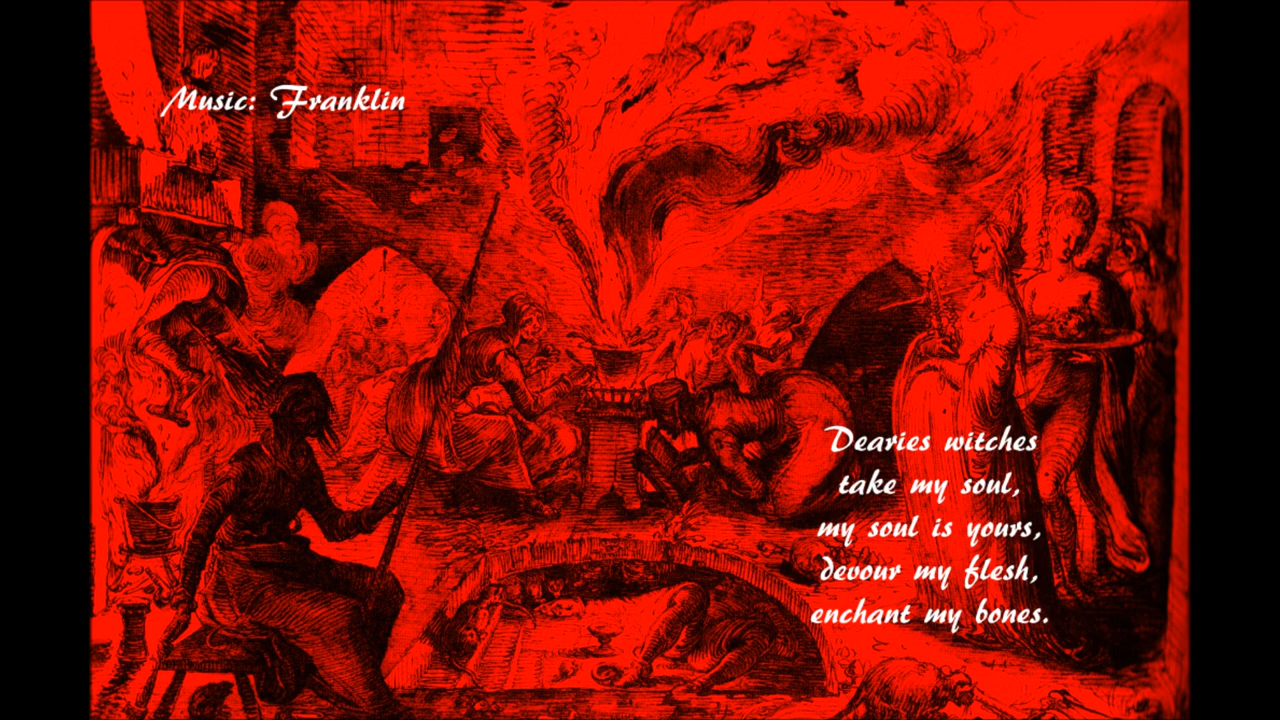 Music: Franklin
Dearies witches
take my soul,
my soul is yours,
devour my flesh,
enchant my bones.